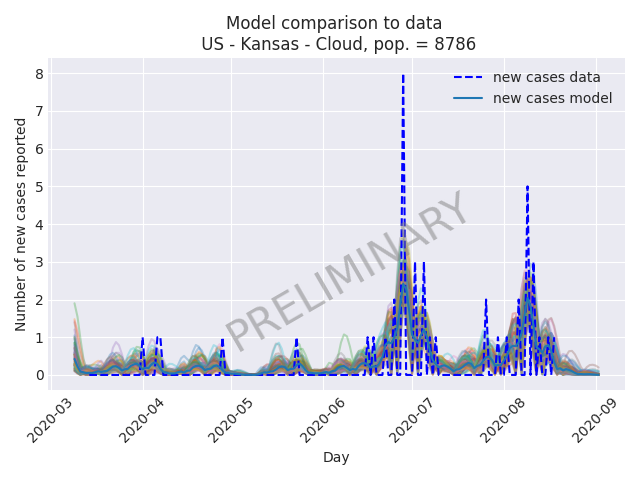 Model comparison to data
US - Kansas - Cloud, pop. = 8786
new cases data
new cases model
PRELIMINARY
Number of new cases reported
8
7
6
5
4
3
2
1
0
2020-03
2020-04
2020-05
2020-06
2020-07
2020-08
2020-09
Day